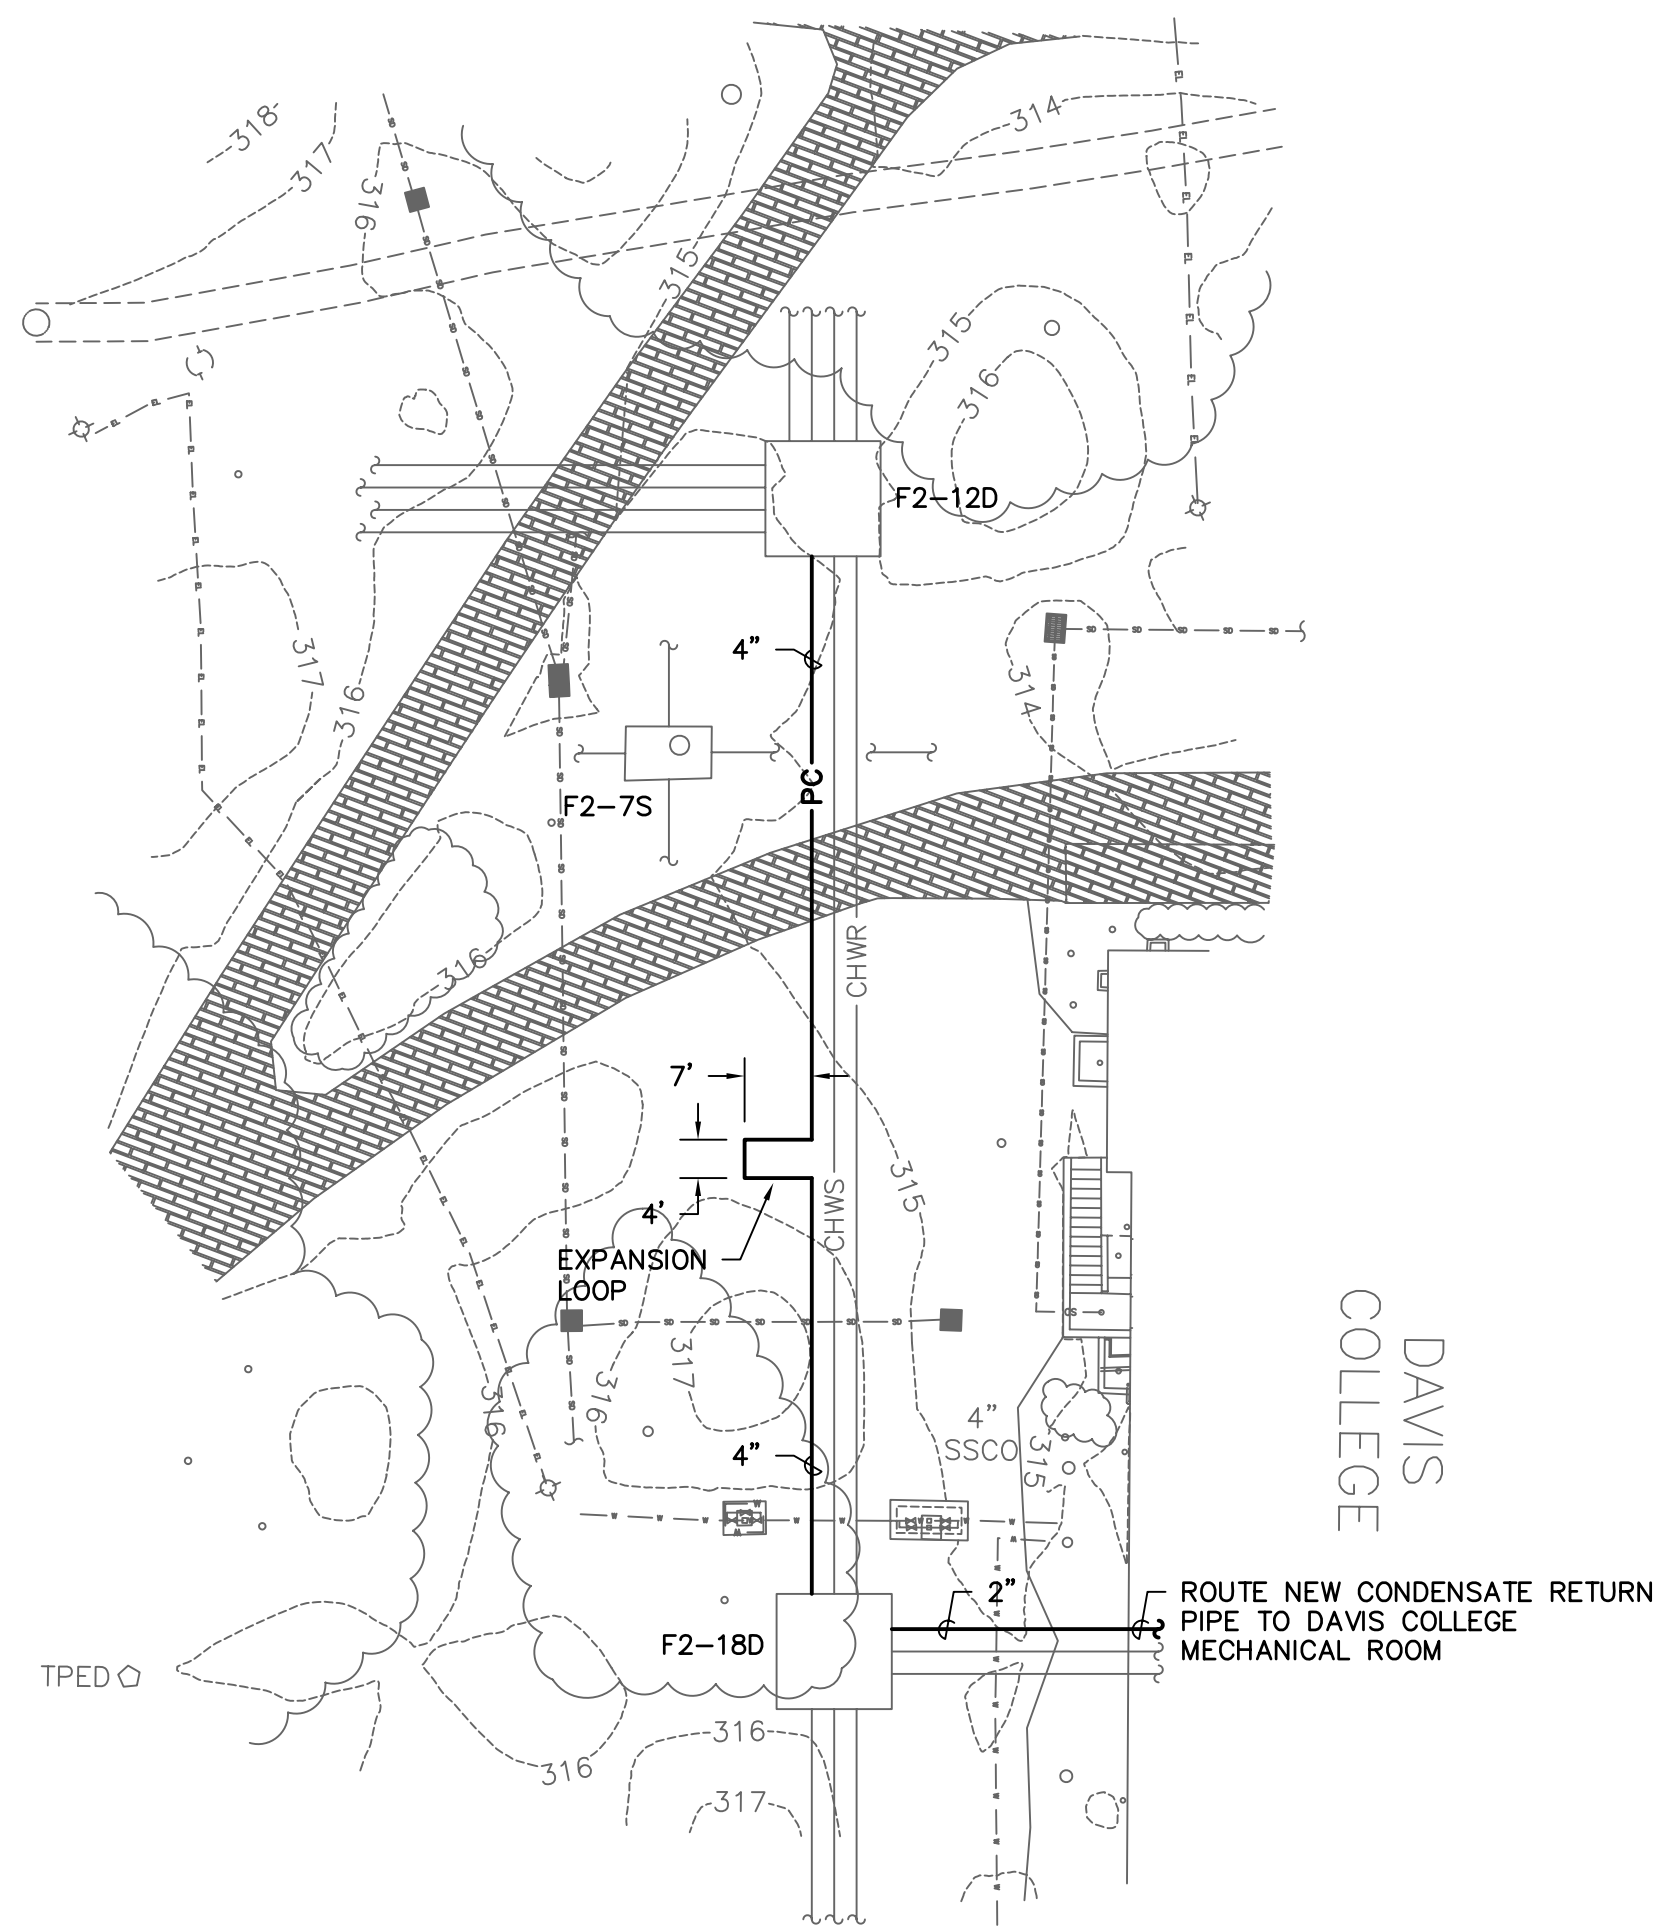 318
317
316
314
315
315
316
F2-12D
317
316
4"
314
PC
F2-7S
316
CHWR
7'
4'
CHWS
315
EXPANSION
LOOP
317
316
316
4"
4"
SSCO
315
DAVIS
COLLEGE
2"
ROUTE NEW CONDENSATE RETURN
PIPE TO DAVIS COLLEGE
MECHANICAL ROOM
F2-18D
TPED
316
316
317
SD
EL
W